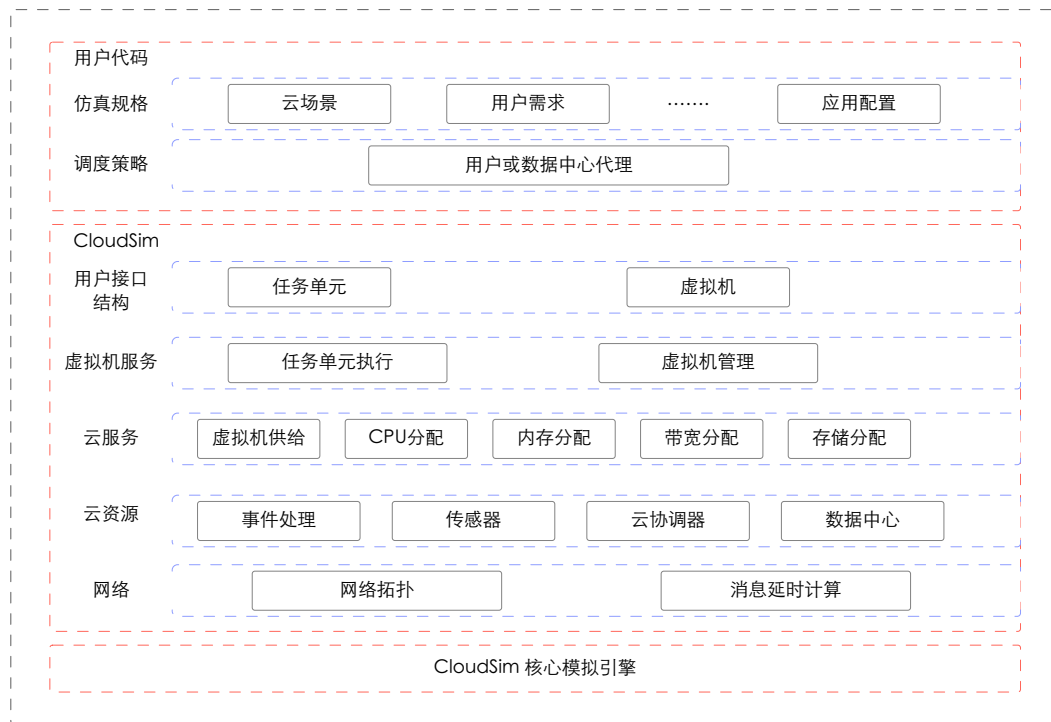 用户代码
仿真规格
云场景
用户需求
·······
应用配置
调度策略
用户或数据中心代理
CloudSim
用户接口
结构
任务单元
虚拟机
虚拟机服务
任务单元执行
虚拟机管理
云服务
虚拟机供给
CPU分配
内存分配
带宽分配
存储分配
云资源
事件处理
传感器
云协调器
数据中心
网络
网络拓扑
消息延时计算
CloudSim 核心模拟引擎